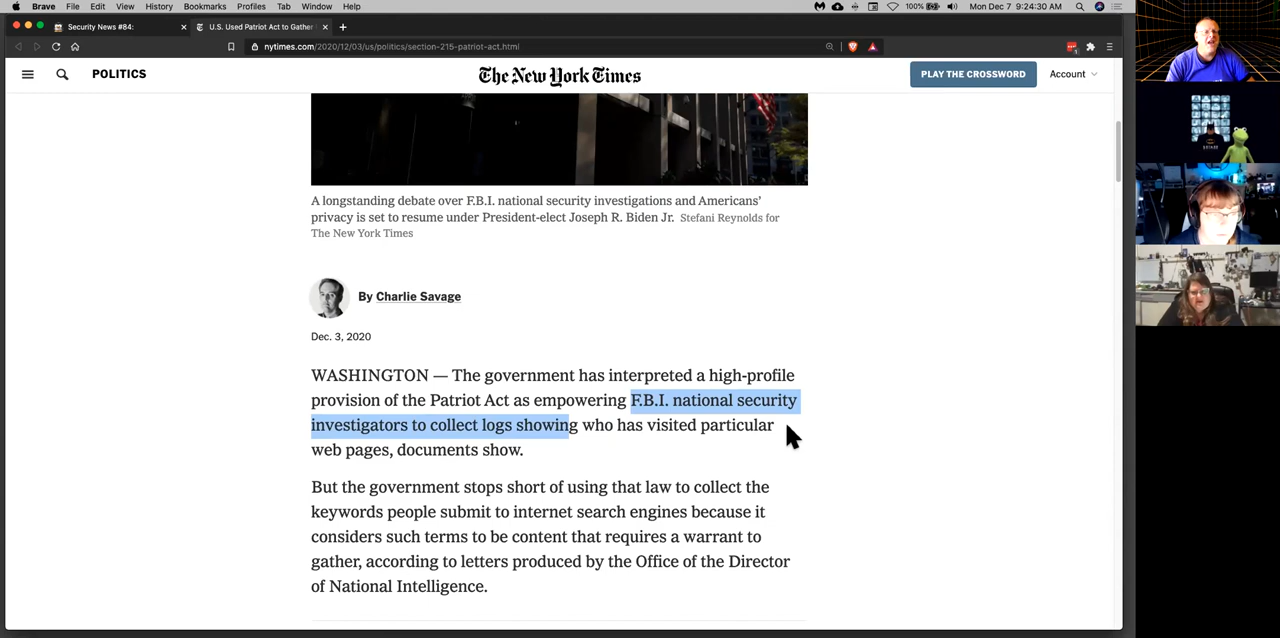 Brave File Edit View History Bookmarks Profiles Tab Window Help
100% Mon Dec 7 9:24:30 AM
Security News #84:
U.S. Used Patriot Act to Gather
nytimes.com/2020/12/03/us/politics/section-215-patriot-act.html
POLITICS
The New York Times
PLAY THE CROSSWORD
Account
A longstanding debate over F.B.I. national security investigations and Americans’
privacy is set to resume under President-elect Joseph R. Biden Jr. Stefani Reynolds for
The New York Times
By Charlie Savage
Dec. 3, 2020
WASHINGTON — The government has interpreted a high-profile
provision of the Patriot Act as empowering F.B.I. national security
investigators to collect logs showing who has visited particular
web pages, documents show.
But the government stops short of using that law to collect the
keywords people submit to internet search engines because it
considers such terms to be content that requires a warrant to
gather, according to letters produced by the Office of the Director
of National Intelligence.